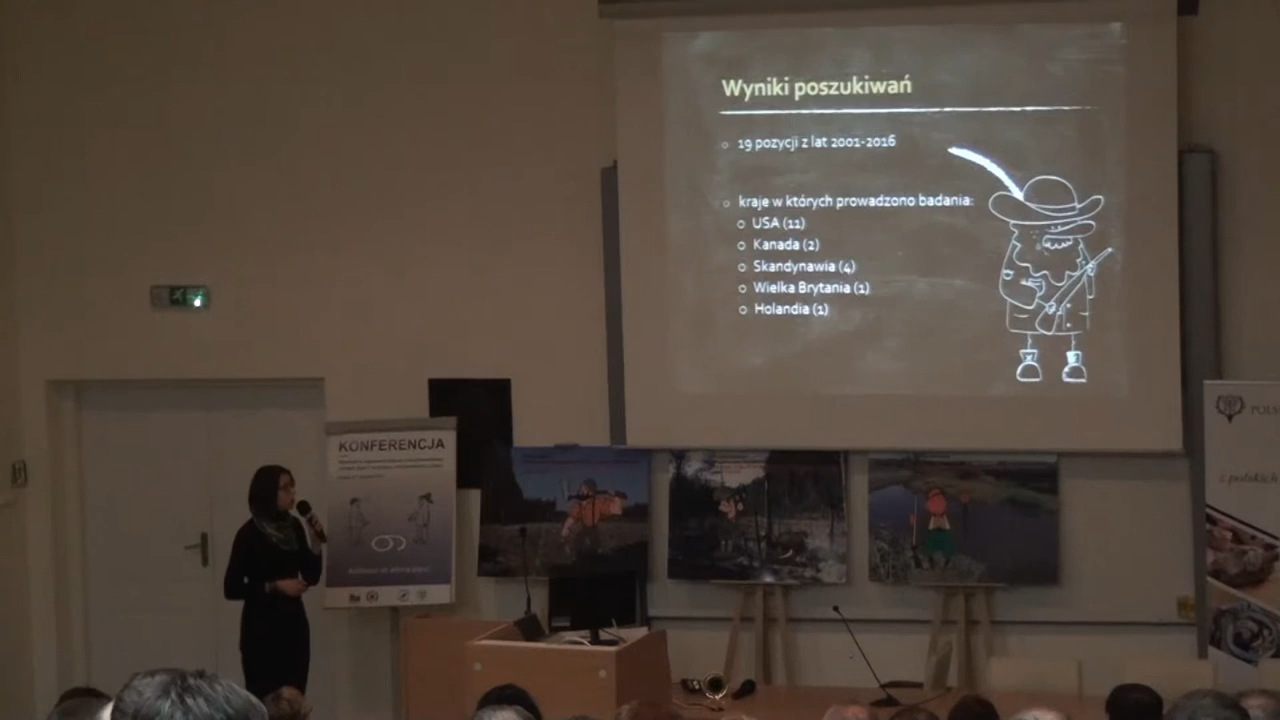 Wyniki poszukiwań
19 pozycji z lat 2001-2016
kraje w których prowadzono badania:
USA (11)
Kanada (2)
Skandynawia (4)
Wielka Brytania (1)
Holandia (1)
KONFERENCJA